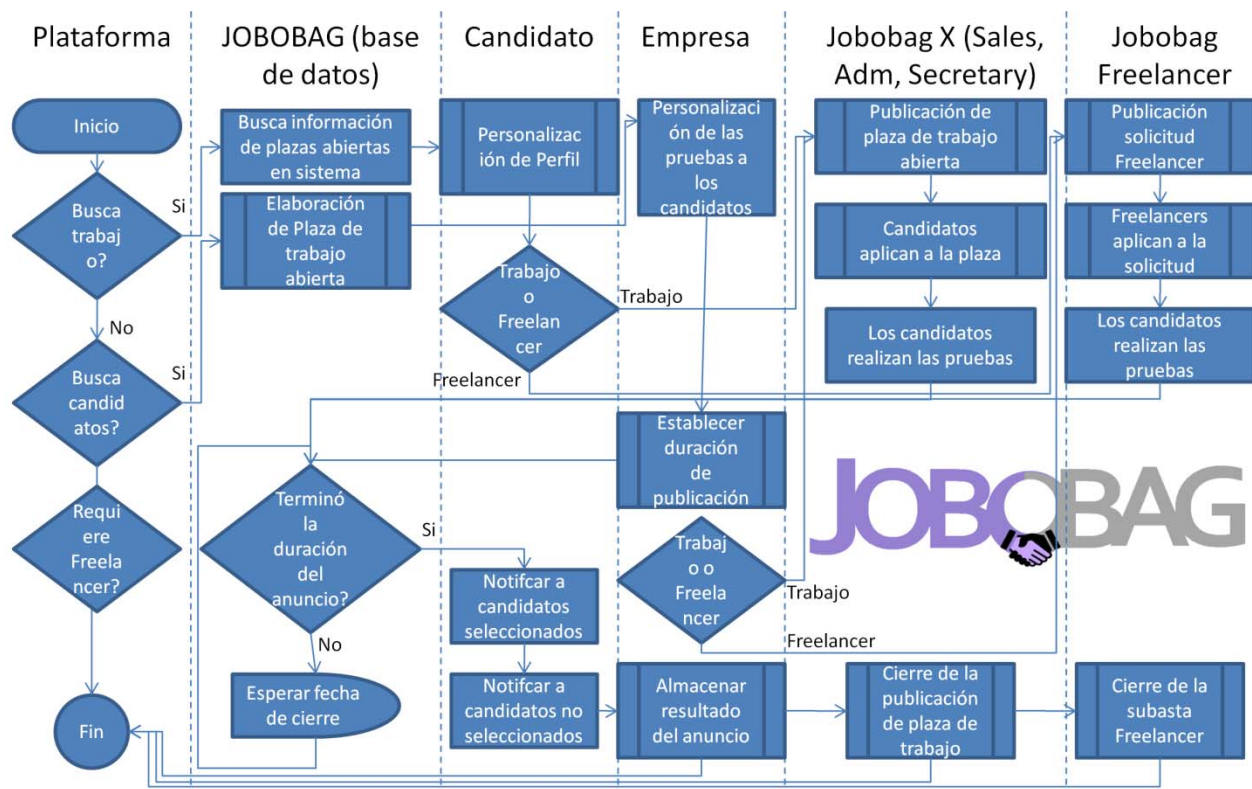 Plataforma
JOBOBAG (base
de datos)
Candidato
Empresa
Jobobag X (Sales,
Adm, Secretary)
Jobobag
Freelancer
Inicio
Busca
trabaj
o?
Si
No
Busca
candid
atos?
Si
Requi
ere
Freela
ncer?
Fin
Busca información
de plazas abiertas
en sistema
Elaboración
de Plaza de
trabajo
abierta
Terminó
la
duración
del
anuncio?
Si
No
Esperar fecha
de cierre
Personalizac
ión de Perfil
Trabajo
o
Freelan
cer
Trabajo
Freelancer
Notifcar a
candidatos
seleccionados
Notifcar a
candidatos no
seleccionados
Personalizaci
ón de las
pruebas a
los
candidatos
Establecer
duración
de
publicación
Trabaj
o o
Freela
ncer
Trabajo
Freelancer
Almacenar
resultado
del anuncio
Publicación de
plaza de trabajo
abierta
Candidatos
aplican a la plaza
Los candidatos
realizan las pruebas
Cierre de la
publicación
de plaza de
trabajo
Publicación
solicitud
Freelancer
Freelancers
aplican a la
solicitud
Los candidatos
realizan las
pruebas
JOBOBAG
Cierre de la
subasta
Freelancer